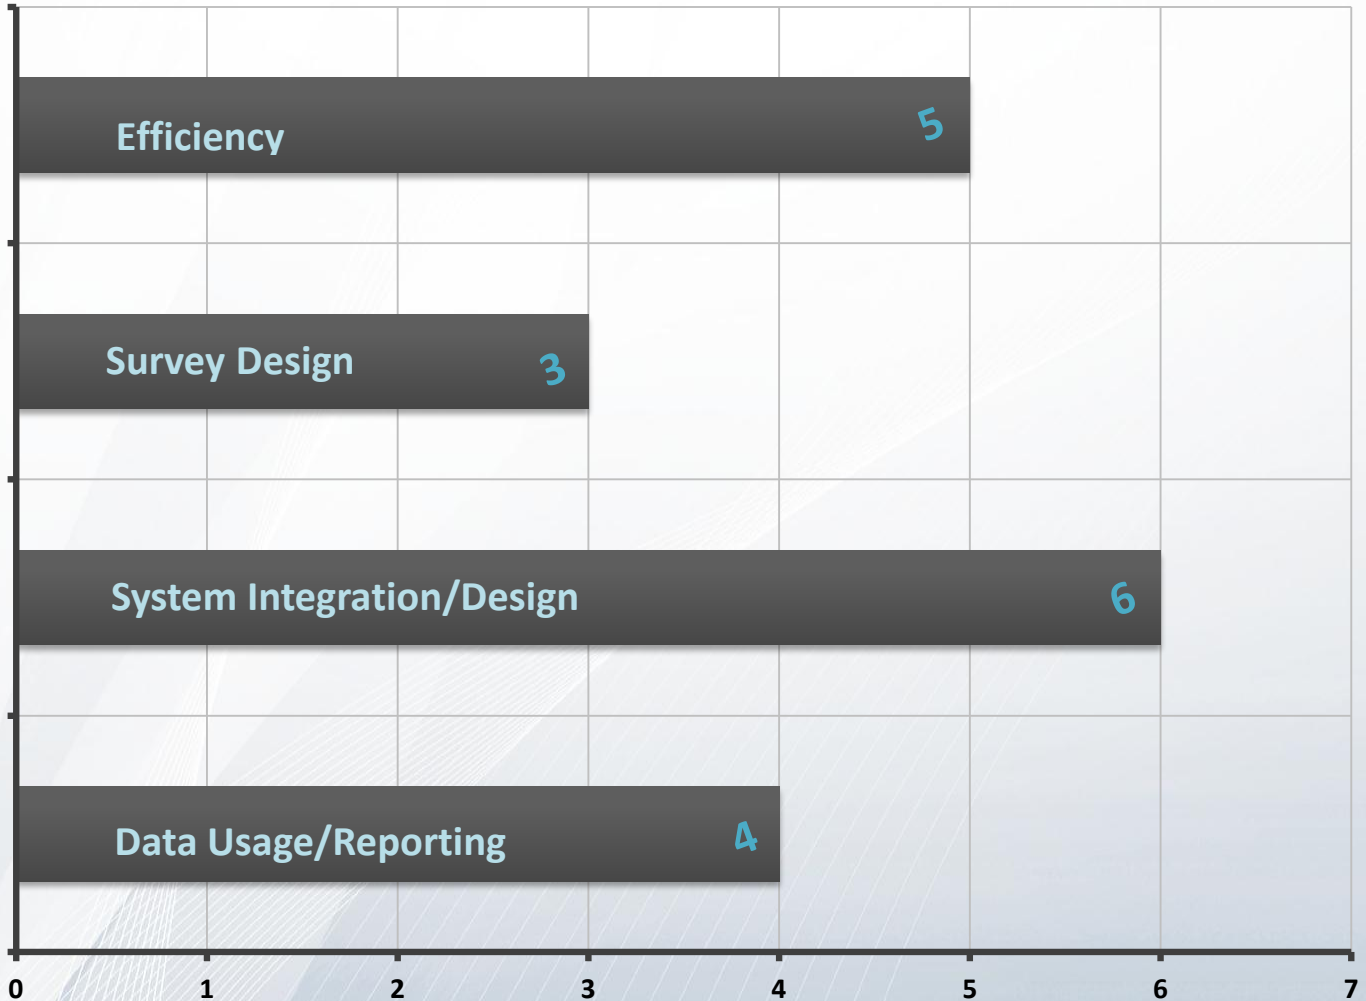 Efficiency 5
Survey Design 3
System Integration/Design 6
Data Usage/Reporting 4
0 1 2 3 4 5 6 7